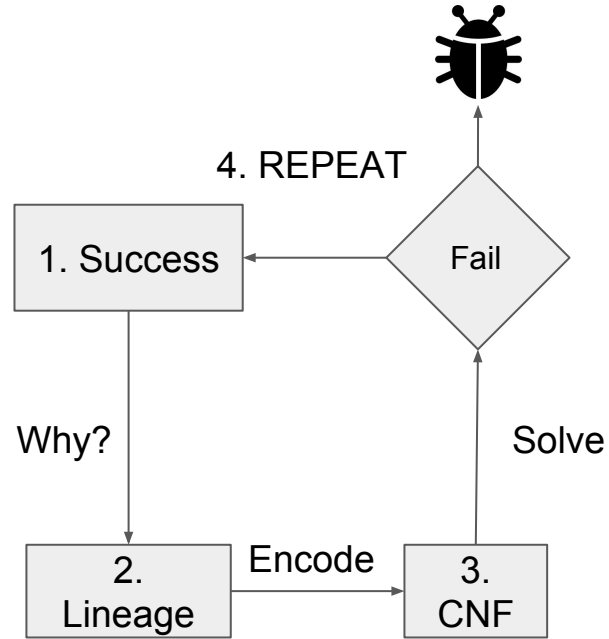 4. REPEAT
1. Success
Fail
Why?
Solve
2.
Lineage
Encode
3.
CNF